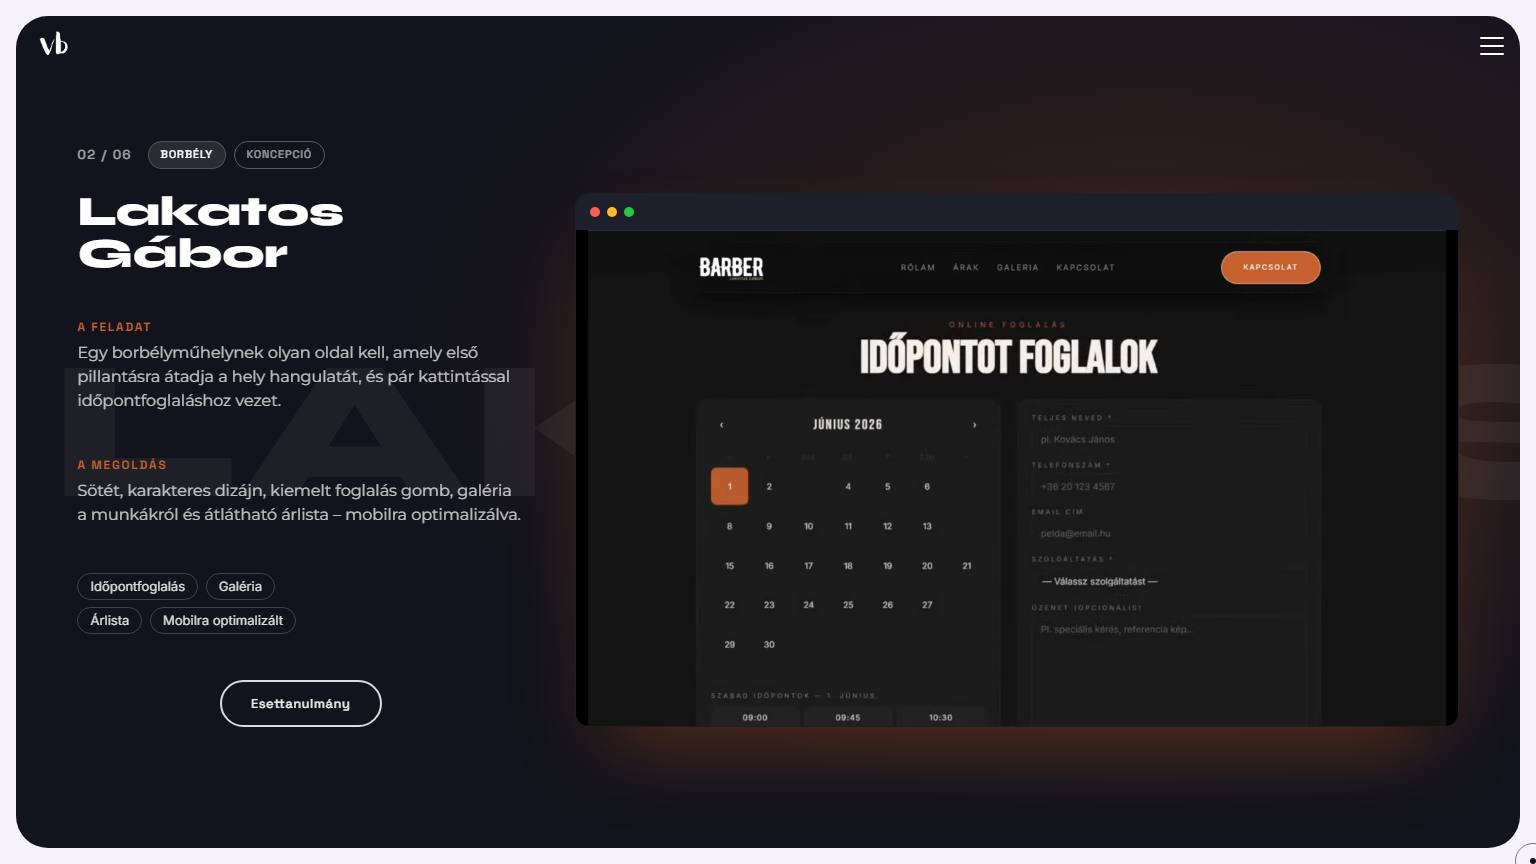 vb
02 / 06 BORBÉLY KONCEPCIÓ
Lakatos
Gábor
A FELADAT
Egy borbélyműhelynek olyan oldal kell, amely első
pillantásra átadja a hely hangulatát, és pár kattintással
időpontfoglaláshoz vezet.
A MEGOLDÁS
Sötét, karakteres dizájn, kiemelt foglalás gomb, galéria
a munkákról és átlátható árlista – mobilra optimalizálva.
Időpontfoglalás Galéria
Árlista Mobilra optimalizált
Esettanulmány
BARBER
RÓLAM ÁRAK GALERIA KAPCSOLAT
KAPCSOLAT
ONLINE FOGLALÁS
IDŐPONTOT FOGLALOK
‹ JÚNIUS 2026 ›
1 2 4 5 6
8 9 10 11 12 13
15 16 17 18 19 20 21
22 23 24 25 26 27
29 30
SZABAD IDŐPONTOK — 1. JÚNIUS.
09:00 09:45 10:30
TELJES NEVED *
pl. Kovács János
TELEFONSZÁM *
+36 20 123 4567
EMAIL CÍM
pelda@email.hu
SZOLGÁLTATÁS *
— Válassz szolgáltatást —
ÜZENET (OPCIONÁLIS)
Pl. speciális kérés, referencia kép...